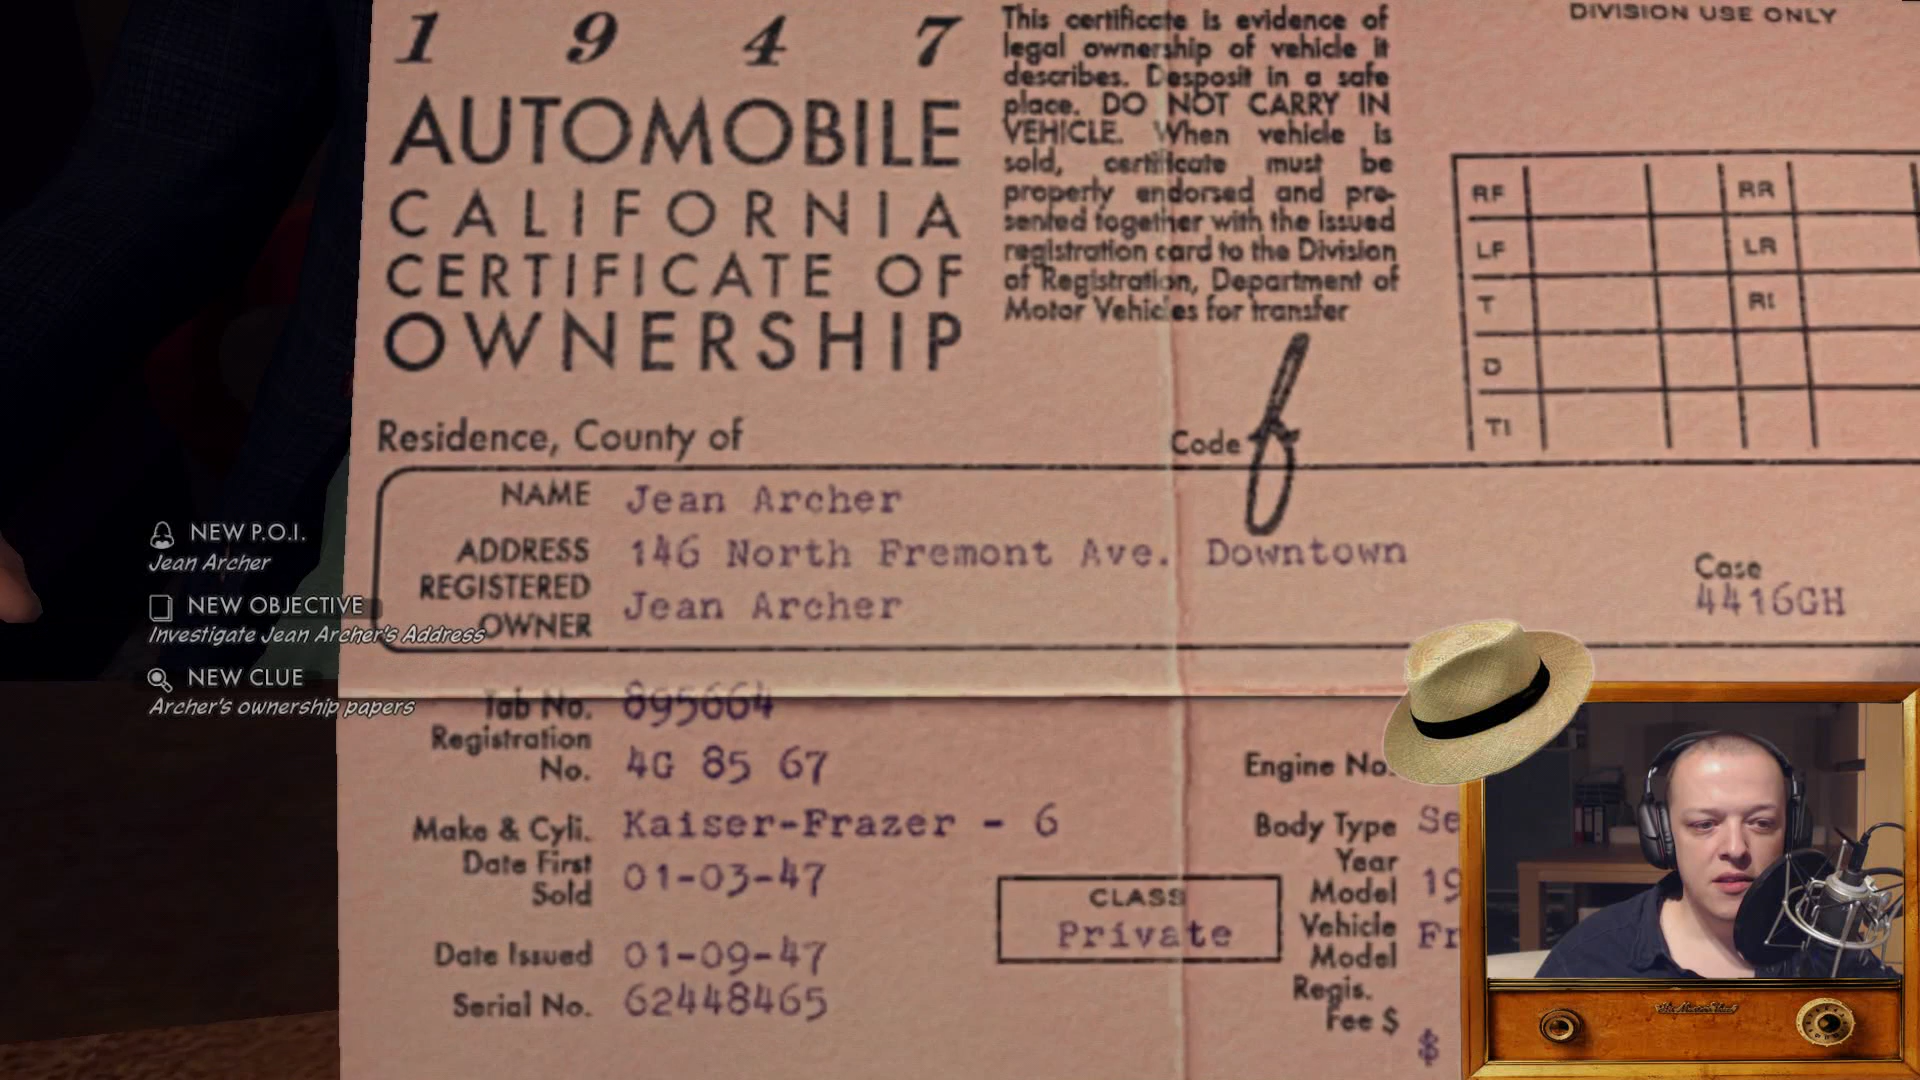 1 9 4 7
AUTOMOBILE
CALIFORNIA
CERTIFICATE OF
OWNERSHIP
This certificate is evidence of
legal ownership of vehicle it
describes. Desposit in a safe
place. DO NOT CARRY IN
VEHICLE. When vehicle is
sold, certificate must be
properly endorsed and pre-
sented together with the issued
registration card to the Division
of Registration, Department of
Motor Vehicles for transfer
DIVISION USE ONLY
RF RR
LF LR
T RI
D
TI
Residence, County of
Code
NAME Jean Archer
ADDRESS 146 North Fremont Ave. Downtown
REGISTERED
OWNER
Jean Archer
Case
4416GH
NEW P.O.I.
Jean Archer
NEW OBJECTIVE
Investigate Jean Archer's Address
NEW CLUE
Archer's ownership papers
Tab No. 895664
Registration
No.
4G 85 67
Make & Cyli. Kaiser-Frazer - 6
Date First
Sold
01-03-47
Date Issued 01-09-47
Serial No. 62448465
CLASS
Private
Engine No.
Body Type Se
Year
Model
19
Vehicle
Model
Fr
Regis.
Fee $
$